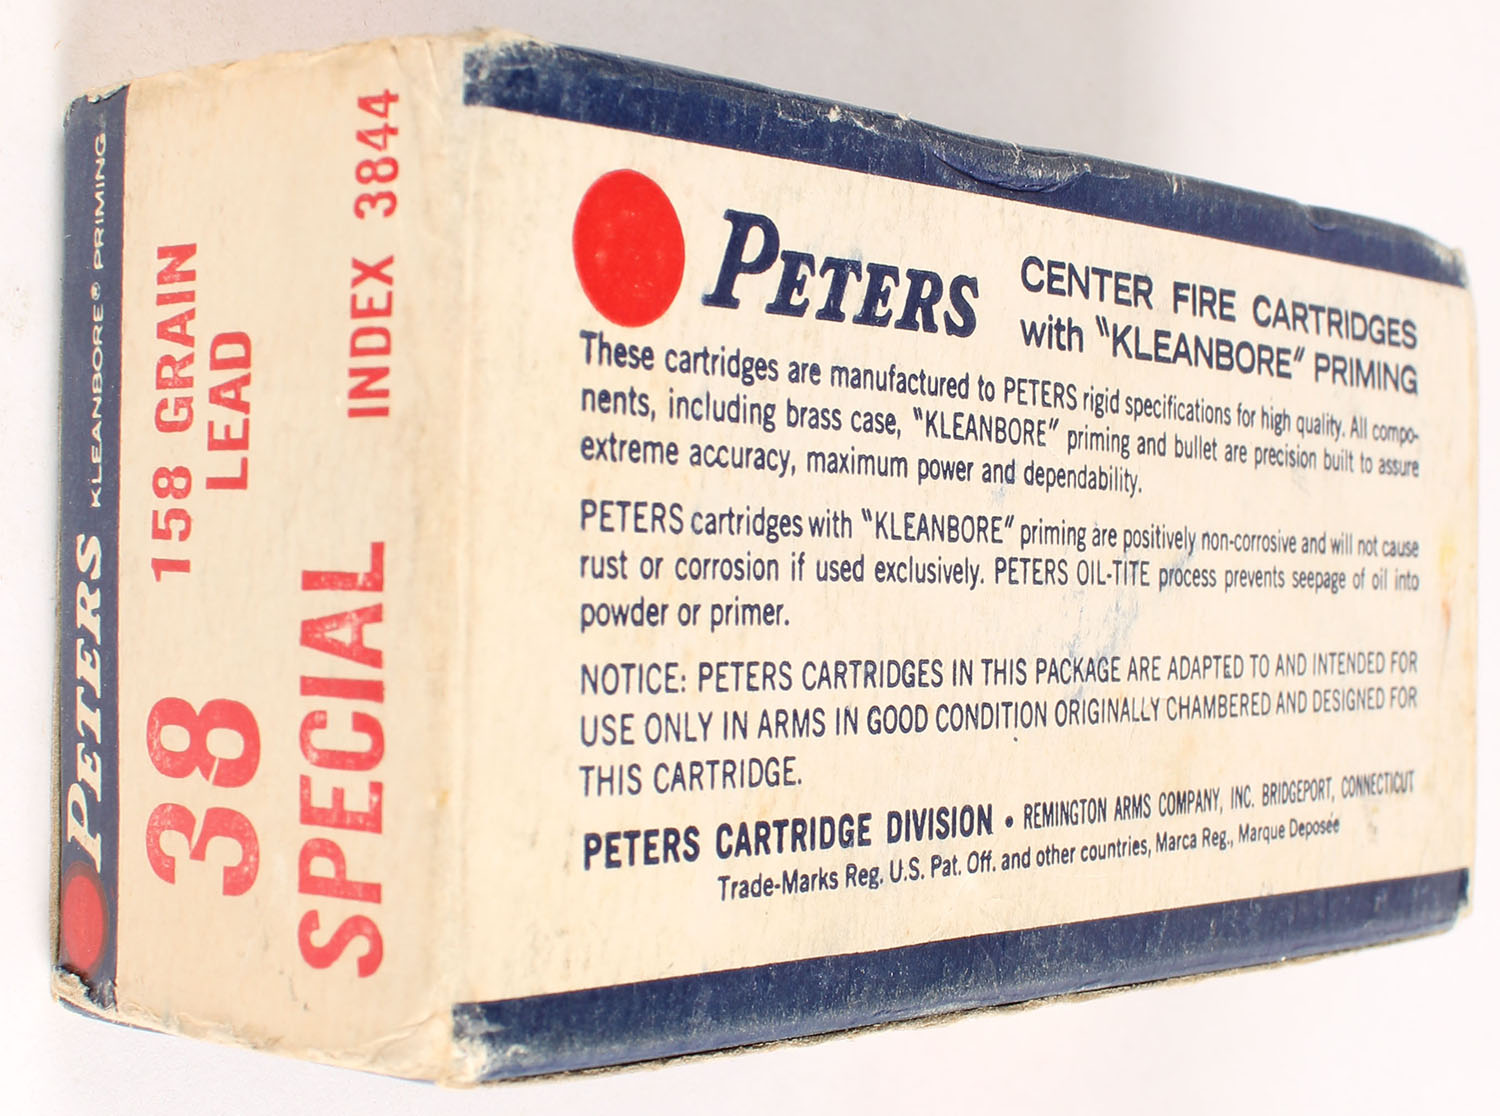 PETERS KLEANBORE® PRIMING
38 158 GRAIN
LEAD
SPECIAL INDEX 3844
PETERS
CENTER FIRE CARTRIDGES
with "KLEANBORE" PRIMING
These cartridges are manufactured to PETERS rigid specifications for high quality. All compo-
nents, including brass case, "KLEANBORE" priming and bullet are precision built to assure
extreme accuracy, maximum power and dependability.
PETERS cartridges with "KLEANBORE" priming are positively non-corrosive and will not cause
rust or corrosion if used exclusively. PETERS OIL-TITE process prevents seepage of oil into
powder or primer.
NOTICE: PETERS CARTRIDGES IN THIS PACKAGE ARE ADAPTED TO AND INTENDED FOR
USE ONLY IN ARMS IN GOOD CONDITION ORIGINALLY CHAMBERED AND DESIGNED FOR
THIS CARTRIDGE.
PETERS CARTRIDGE DIVISION • REMINGTON ARMS COMPANY, INC. BRIDGEPORT, CONNECTICUT
Trade-Marks Reg. U.S. Pat. Off. and other countries, Marca Reg., Marque Deposée